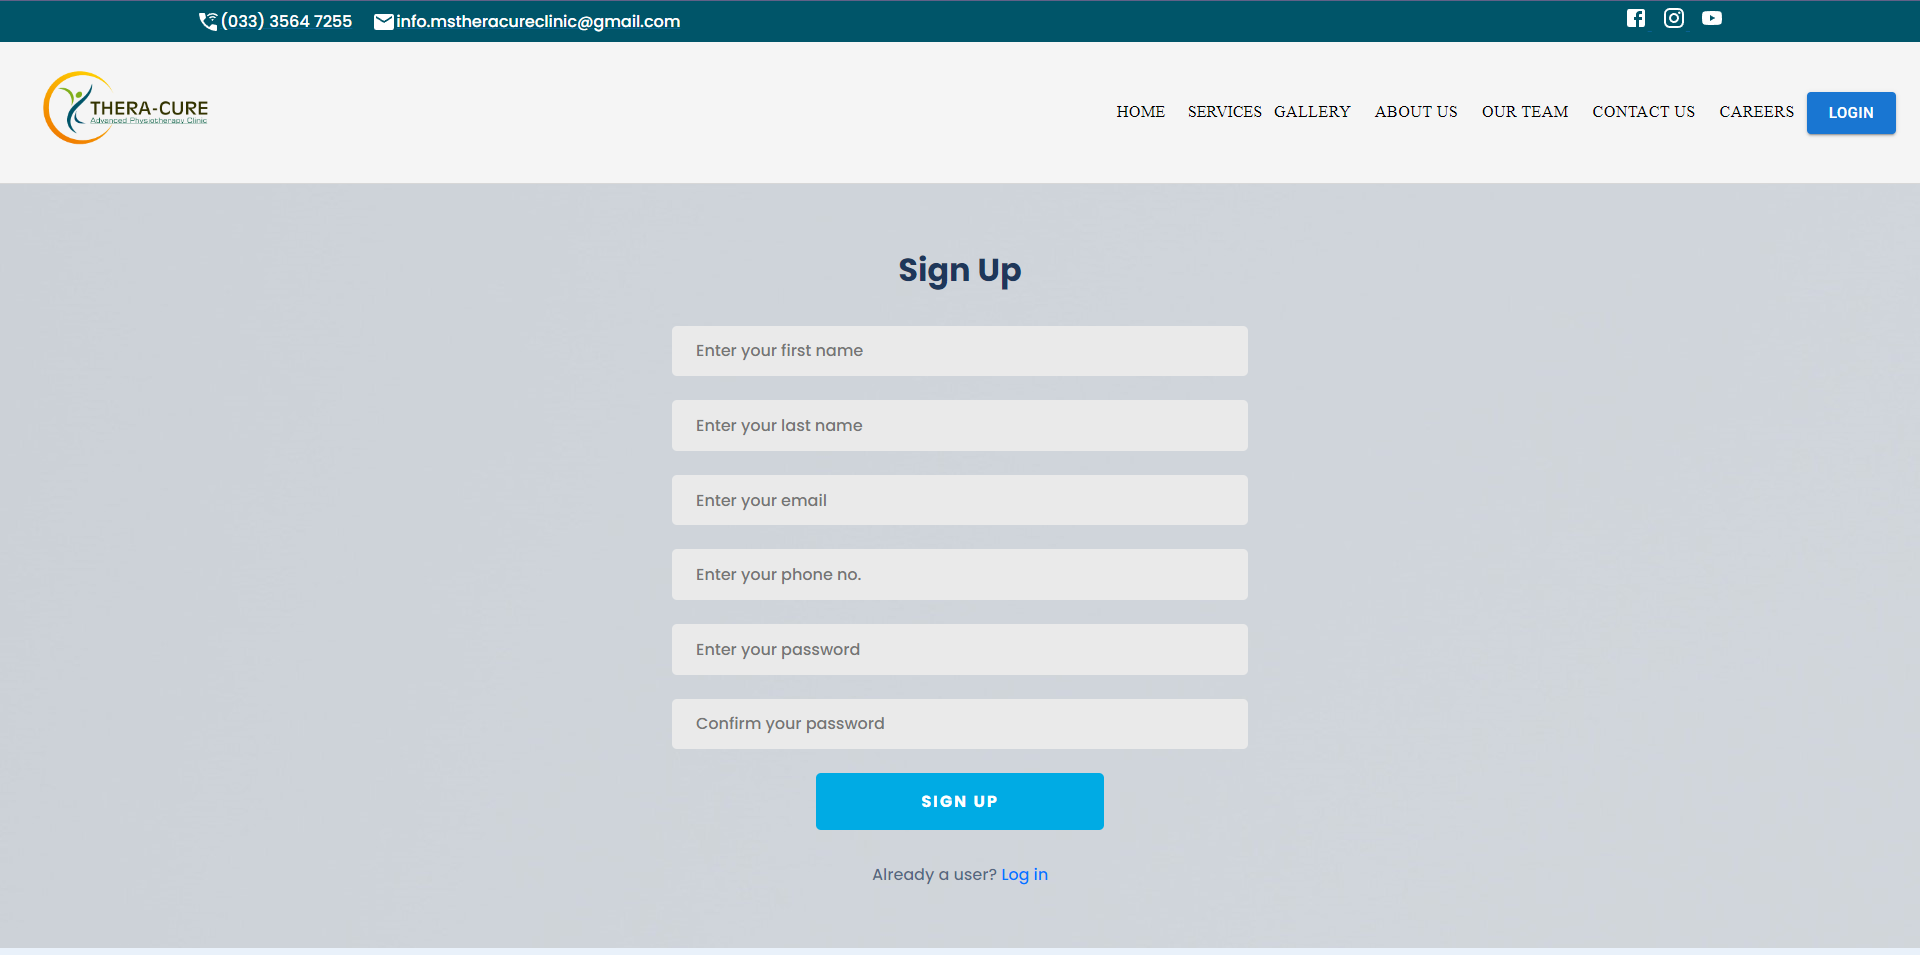 (033) 3564 7255 info.mstheracureclinic@gmail.com
THERA-CURE
Advanced Physiotherapy Clinic
HOME SERVICES GALLERY ABOUT US OUR TEAM CONTACT US CAREERS LOGIN
Sign Up
Enter your first name
Enter your last name
Enter your email
Enter your phone no.
Enter your password
Confirm your password
SIGN UP
Already a user? Log in